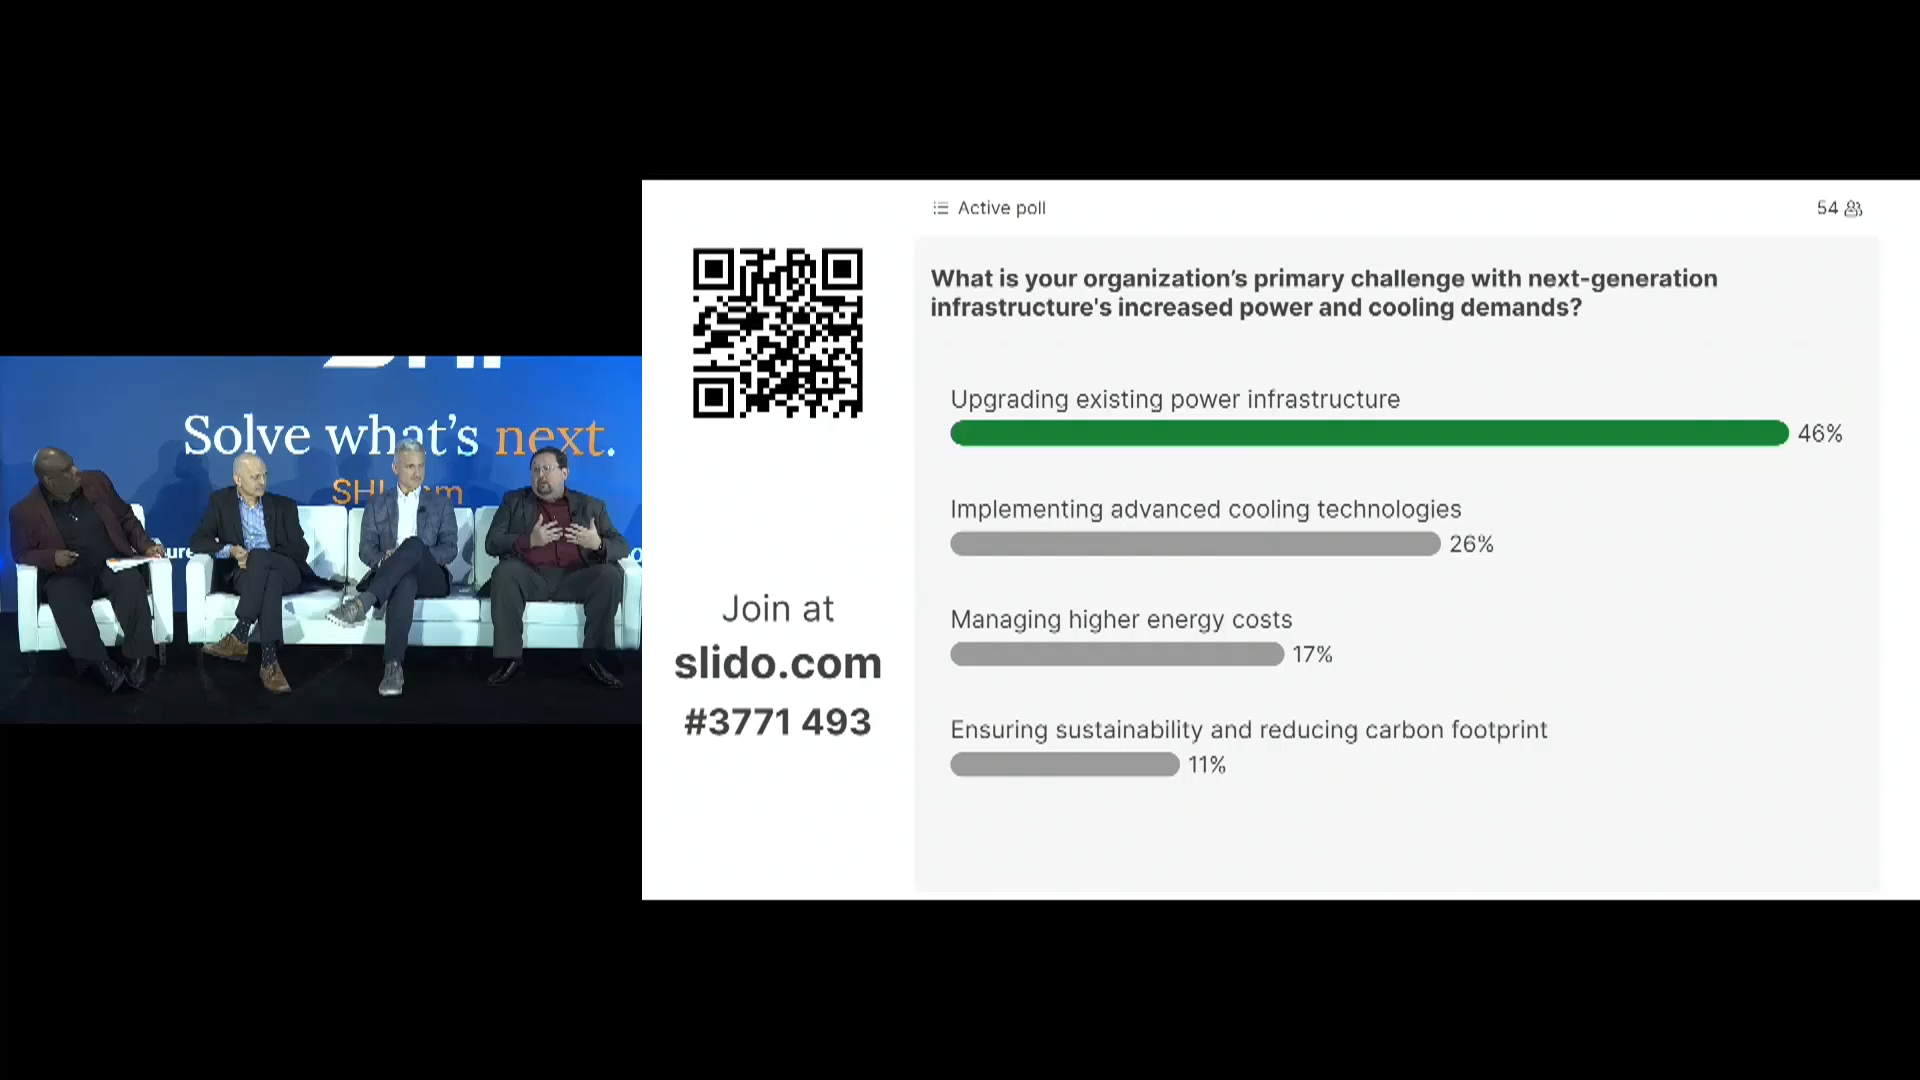 Solve what's next.
Active poll
54
What is your organization's primary challenge with next-generation
infrastructure's increased power and cooling demands?
Upgrading existing power infrastructure
46%
Implementing advanced cooling technologies
26%
Managing higher energy costs
17%
Ensuring sustainability and reducing carbon footprint
11%
Join at
slido.com
#3771 493